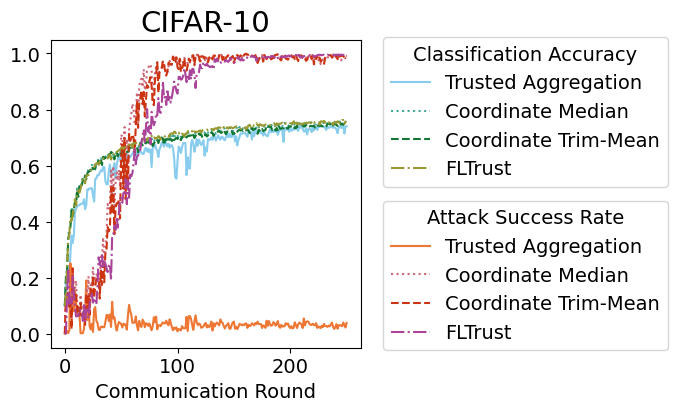 CIFAR-10
1.0
0.8
0.6
0.4
0.2
0.0
0
100
200
Communication Round
Classification Accuracy
Trusted Aggregation
Coordinate Median
Coordinate Trim-Mean
FLTrust
Attack Success Rate
Trusted Aggregation
Coordinate Median
Coordinate Trim-Mean
FLTrust